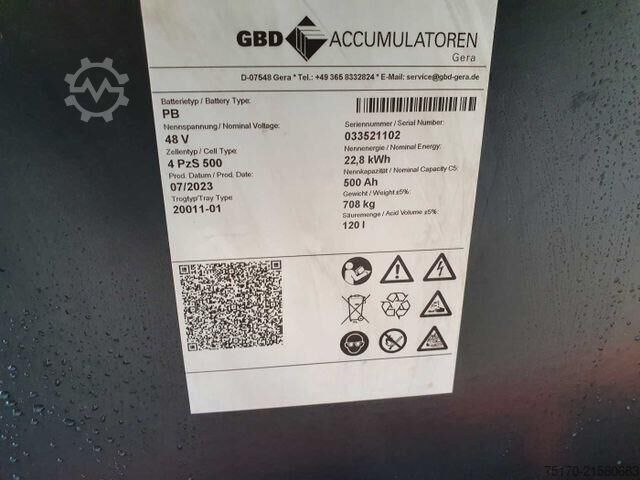 GBD ACCUMULATOREN
Gera
D-07548 Gera * Tel.: +49 365 8332824 * E-Mail: service@gbd-gera.de
Batterietyp / Battery Type:
PB
Nennspannung / Nominal Voltage:
48 V
Zellentyp / Cell Type:
4 PzS 500
Prod. Datum / Prod. Date:
07/2023
Trogtyp/Tray Type:
20011-01
Seriennummer / Serial Number:
033521102
Nennenergie / Nominal Energy:
22,8 kWh
Nennkapazität / Nominal Capacity C5:
500 Ah
Gewicht / Weight ±5%:
708 kg
Säuremenge / Acid Volume ±5%:
120 l
75170-21560683